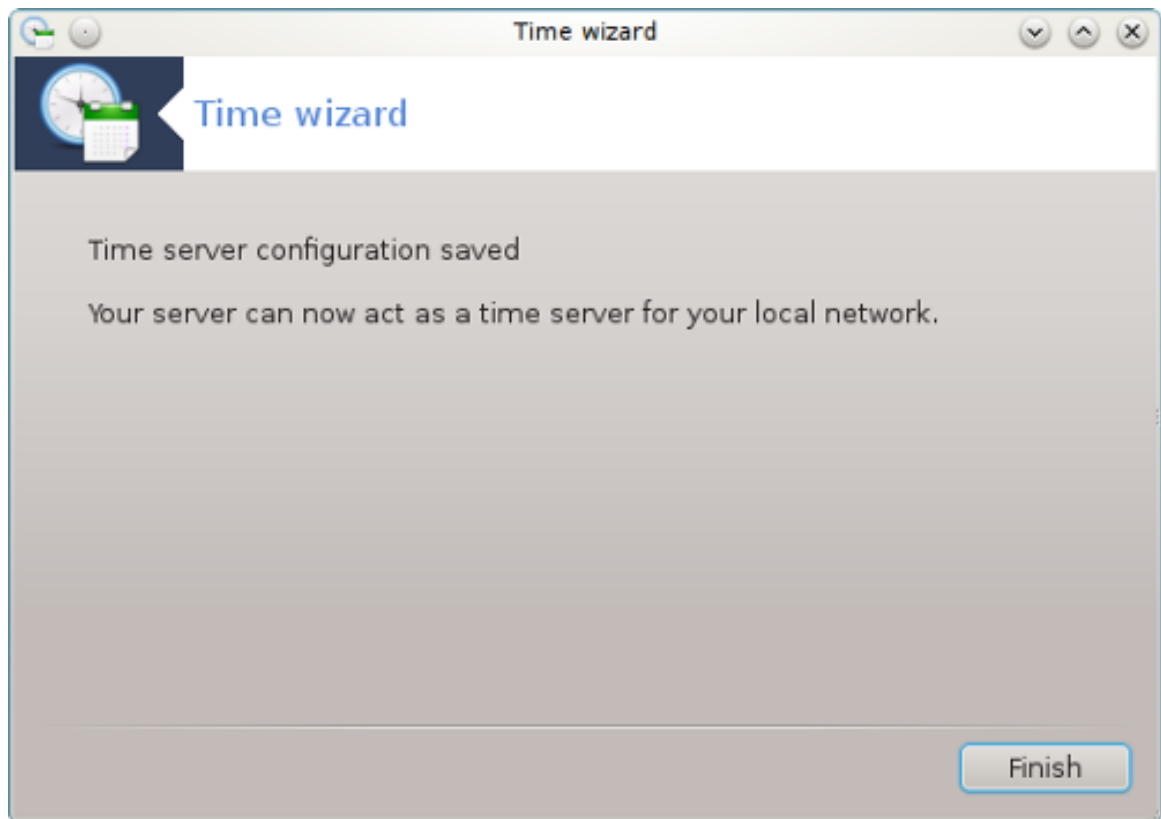 Time wizard
Time wizard
Time server configuration saved
Your server can now act as a time server for your local network.
Finish